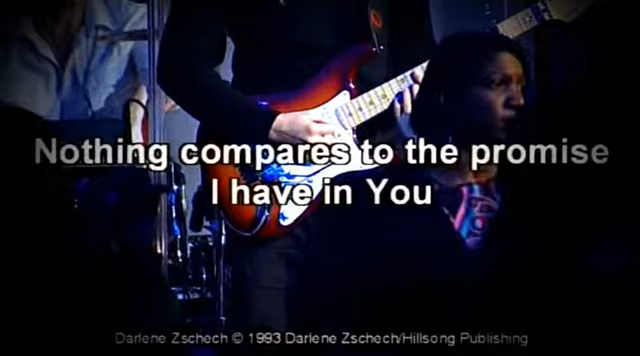 Nothing compares to the promise
I have in You
Darlene Zschech © 1993 Darlene Zschech/Hillsong Publishing